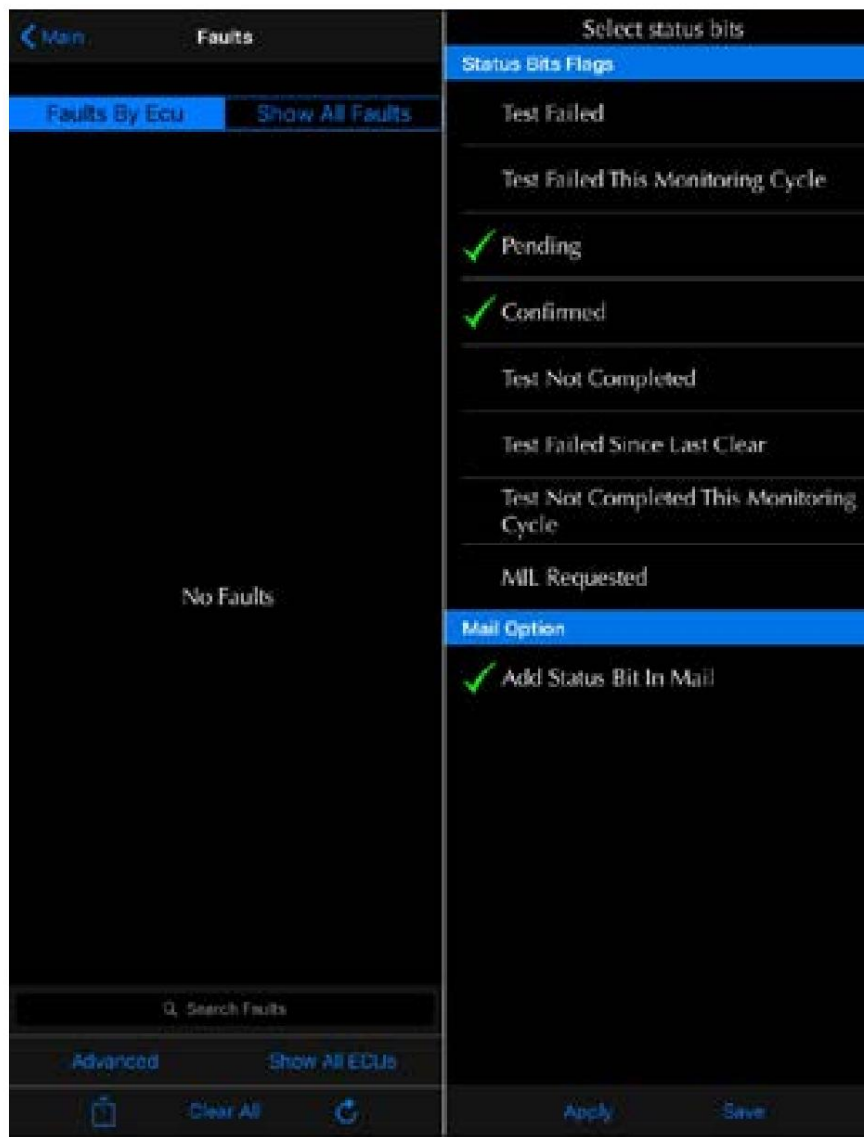 Main
Faults
Faults By Ecu
Show All Faults
No Faults
Search Faults
Advanced
Show All ECUs
Clear All
Select status bits
Status Bits Flags
Test Failed
Test Failed This Monitoring Cycle
Pending
Confirmed
Test Not Completed
Test Failed Since Last Clear
Test Not Completed This Monitoring
Cycle
MIL Requested
Mail Option
Add Status Bit In Mail
Apply
Save